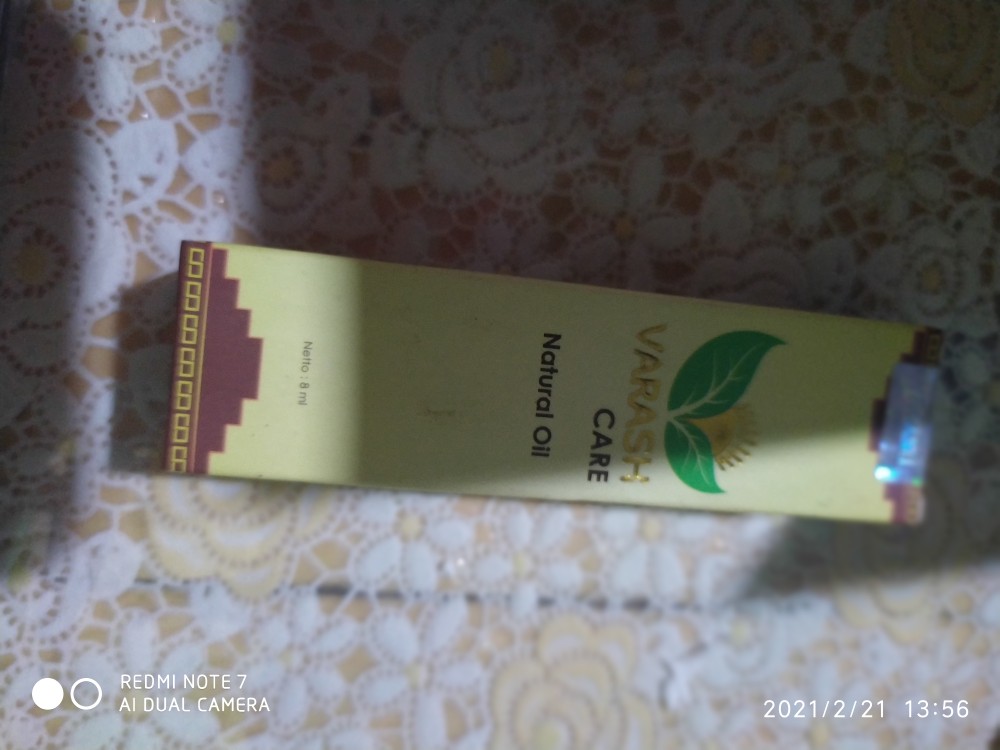 VARASH
CARE
Natural Oil
Netto : 8 ml
REDMI NOTE 7
AI DUAL CAMERA
2021/2/21 13:56